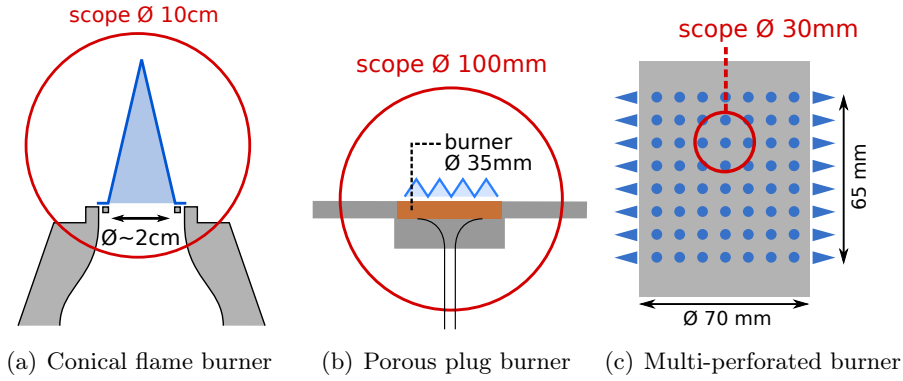 scope Ø 10cm
Ø~2cm
(a) Conical flame burner
scope Ø 100mm
burner
Ø 35mm
(b) Porous plug burner
scope Ø 30mm
65 mm
Ø 70 mm
(c) Multi-perforated burner